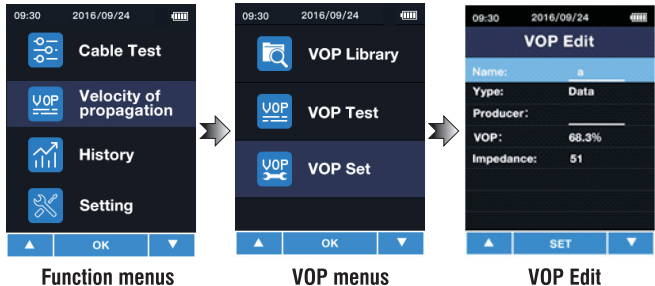 09:30 2016/09/24
Cable Test
VOP
Velocity of
propagation
History
Setting
OK
Function menus
09:30 2016/09/24
VOP Library
VOP
VOP Test
VOP
VOP Set
OK
VOP menus
09:30 2016/09/24
VOP Edit
Name: a
Yype: Data
Producer:
VOP: 68.3%
Impedance: 51
SET
VOP Edit